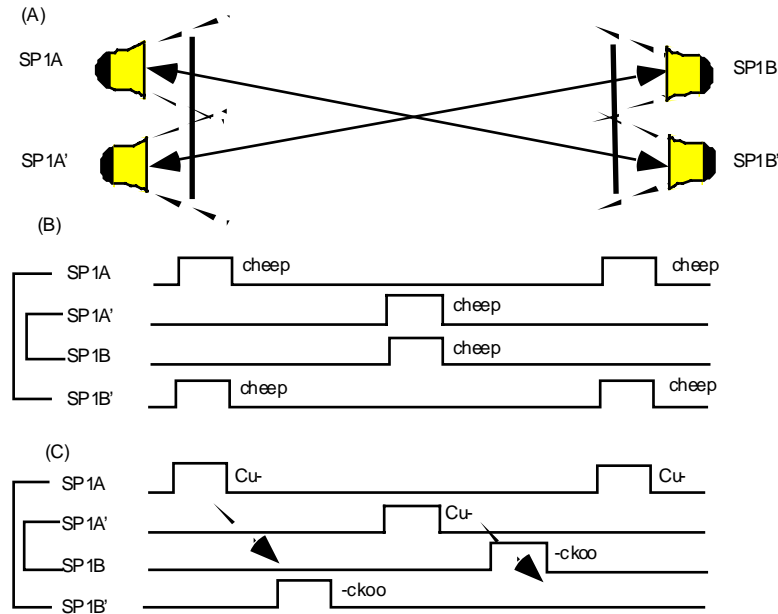 (A)
SP1A
SP1B
SP1A'
SP1B'
(B)
SP1A cheep cheep
SP1A' cheep
SP1B cheep
SP1B' cheep cheep
(C)
SP1A Cu- Cu-
SP1A' Cu-
SP1B -ckoo
SP1B' -ckoo